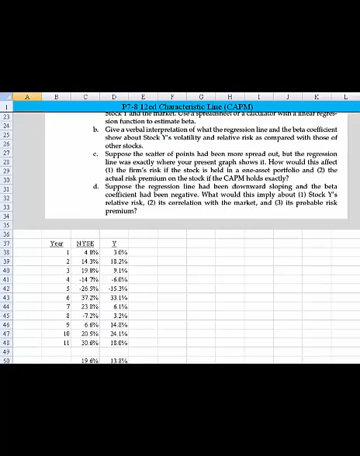 A B C D E F G H I J K L
1 P7-8 12ed Characteristic Line (CAPM)
23 Stock Y and the market. Use a spreadsheet or a calculator with a linear regres-
sion function to estimate beta.
24
25 b. Give a verbal interpretation of what the regression line and the beta coefficient
show about Stock Y's volatility and relative risk as compared with those of
26 other stocks.
27 c. Suppose the scatter of points had been more spread out, but the regression
28 line was exactly where your present graph shows it. How would this affect
29 (1) the firm's risk if the stock is held in a one-asset portfolio and (2) the
30 actual risk premium on the stock if the CAPM holds exactly?
31 d. Suppose the regression line had been downward sloping and the beta
coefficient had been negative. What would this imply about (1) Stock Y's
32 relative risk, (2) its correlation with the market, and (3) its probable risk
33 premium?
34
35
36
37 Year NYSE Y
38 1 4.0% 3.0%
39 2 14.3% 18.2%
40 3 19.0% 9.1%
41 4 -14.7% -6.0%
42 5 -26.5% -15.3%
43 6 37.2% 33.1%
44 7 23.8% 6.1%
45 8 -7.2% 3.2%
46 9 6.6% 14.8%
47 10 20.5% 24.1%
48 11 30.6% 18.0%
49
50 19.6% 13.8%